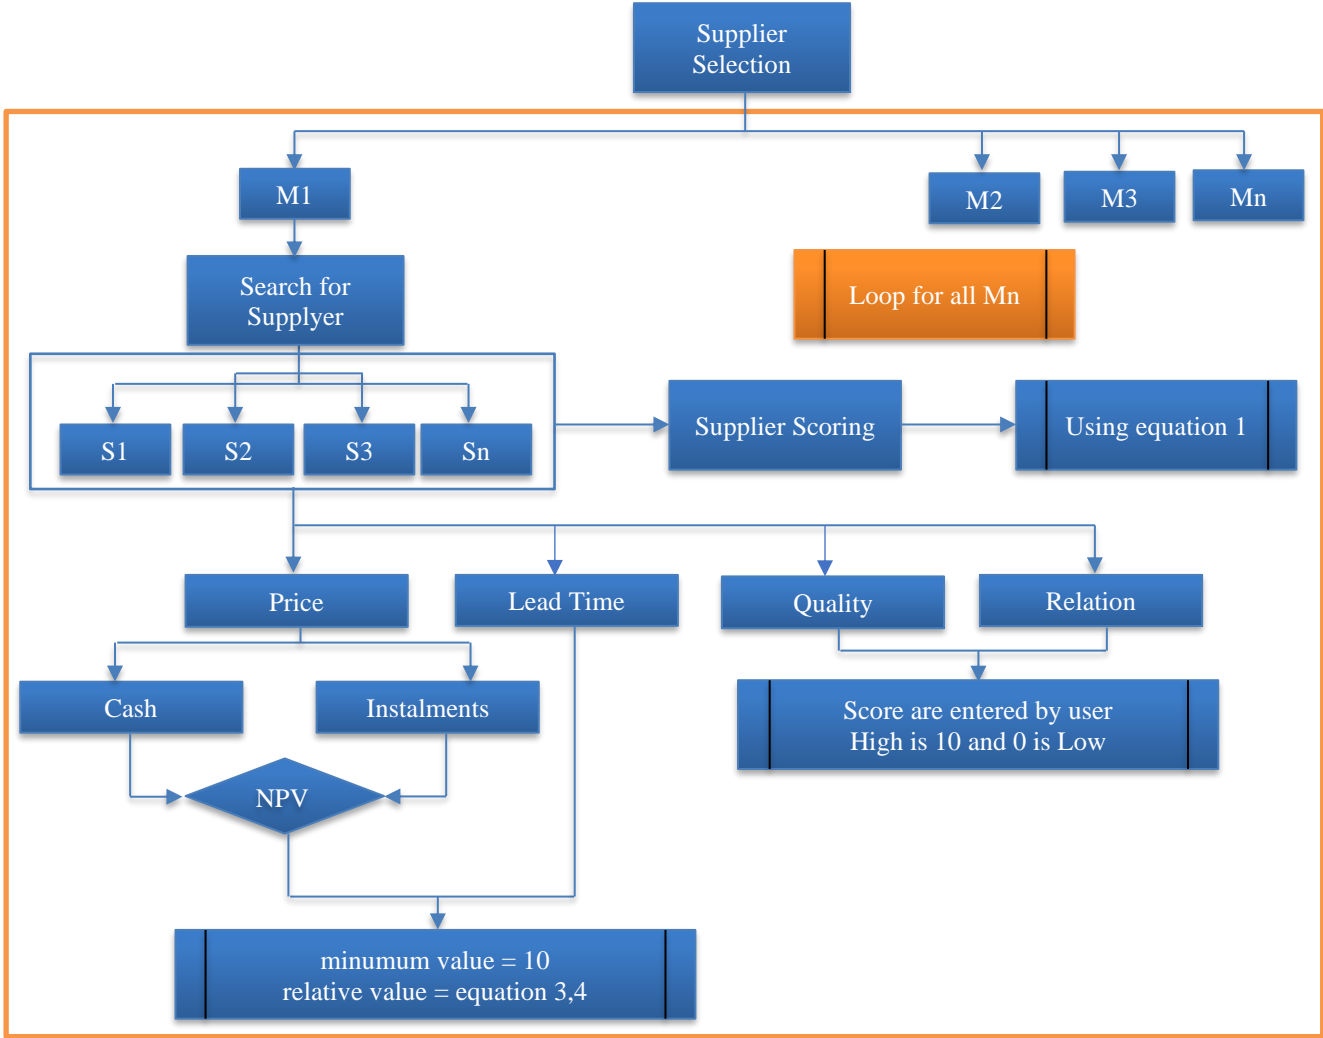 Supplier
Selection
M1
M2
M3
Mn
Search for
Supplyer
Loop for all Mn
S1
S2
S3
Sn
Supplier Scoring
Using equation 1
Price
Lead Time
Quality
Relation
Cash
Instalments
Score are entered by user
High is 10 and 0 is Low
NPV
minumum value = 10
relative value = equation 3,4